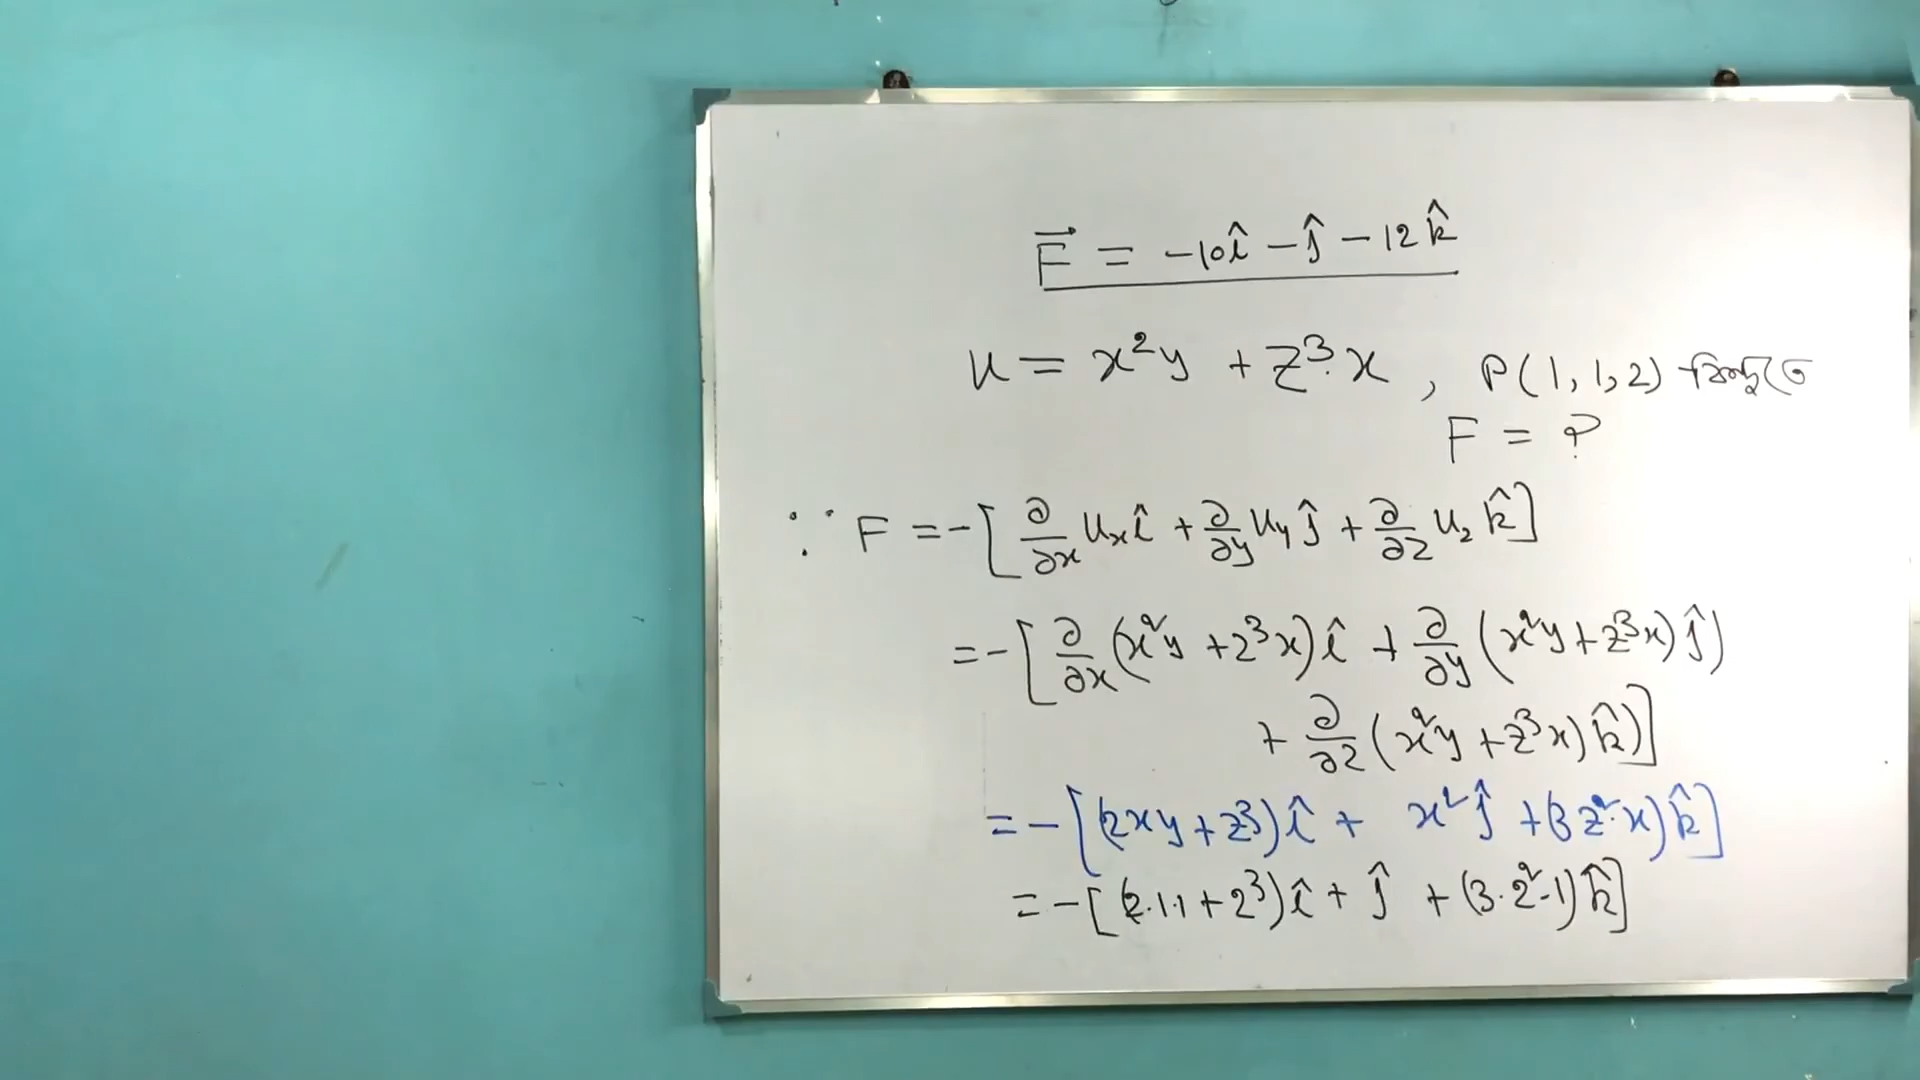 F⃗ = -10î - ĵ - 12k̂
u = x²y + z³·x , P(1,1,2) বিন্দুতে
F = ?
∵ F = -[∂/∂x uₓ î + ∂/∂y u_y ĵ + ∂/∂z u_z k̂]
= -[∂/∂x (x²y + z³x) î + ∂/∂y (x²y + z³x) ĵ)
+ ∂/∂z (x²y + z³x) k̂)]
= -[(2xy + z³) î + x² ĵ + (3z²·x) k̂]
= -[(2·1·1 + 2³) î + ĵ + (3·2²·1) k̂]